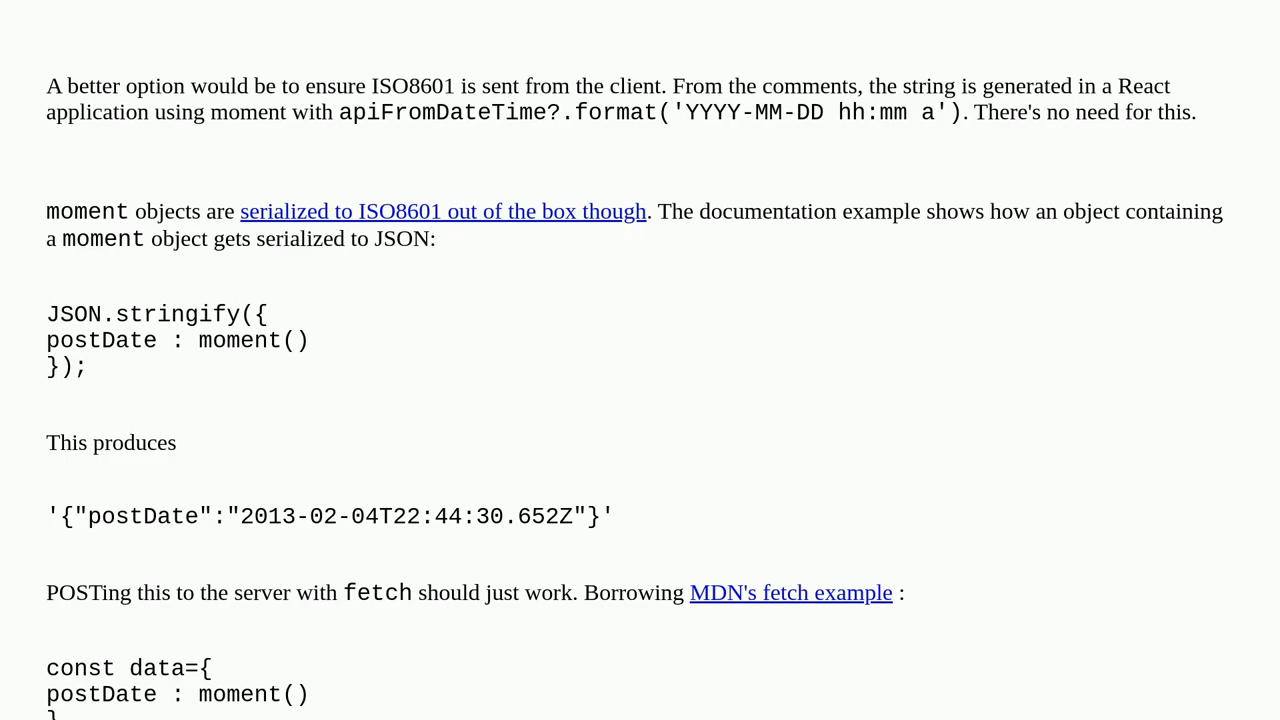 A better option would be to ensure ISO8601 is sent from the client. From the comments, the string is generated in a React
application using moment with apiFromDateTime?.format('YYYY-MM-DD hh:mm a'). There's no need for this.
moment objects are serialized to ISO8601 out of the box though. The documentation example shows how an object containing
a moment object gets serialized to JSON:
JSON.stringify({
postDate : moment()
});
This produces
'{"postDate":"2013-02-04T22:44:30.652Z"}'
POSTing this to the server with fetch should just work. Borrowing MDN's fetch example :
const data={
postDate : moment()
}